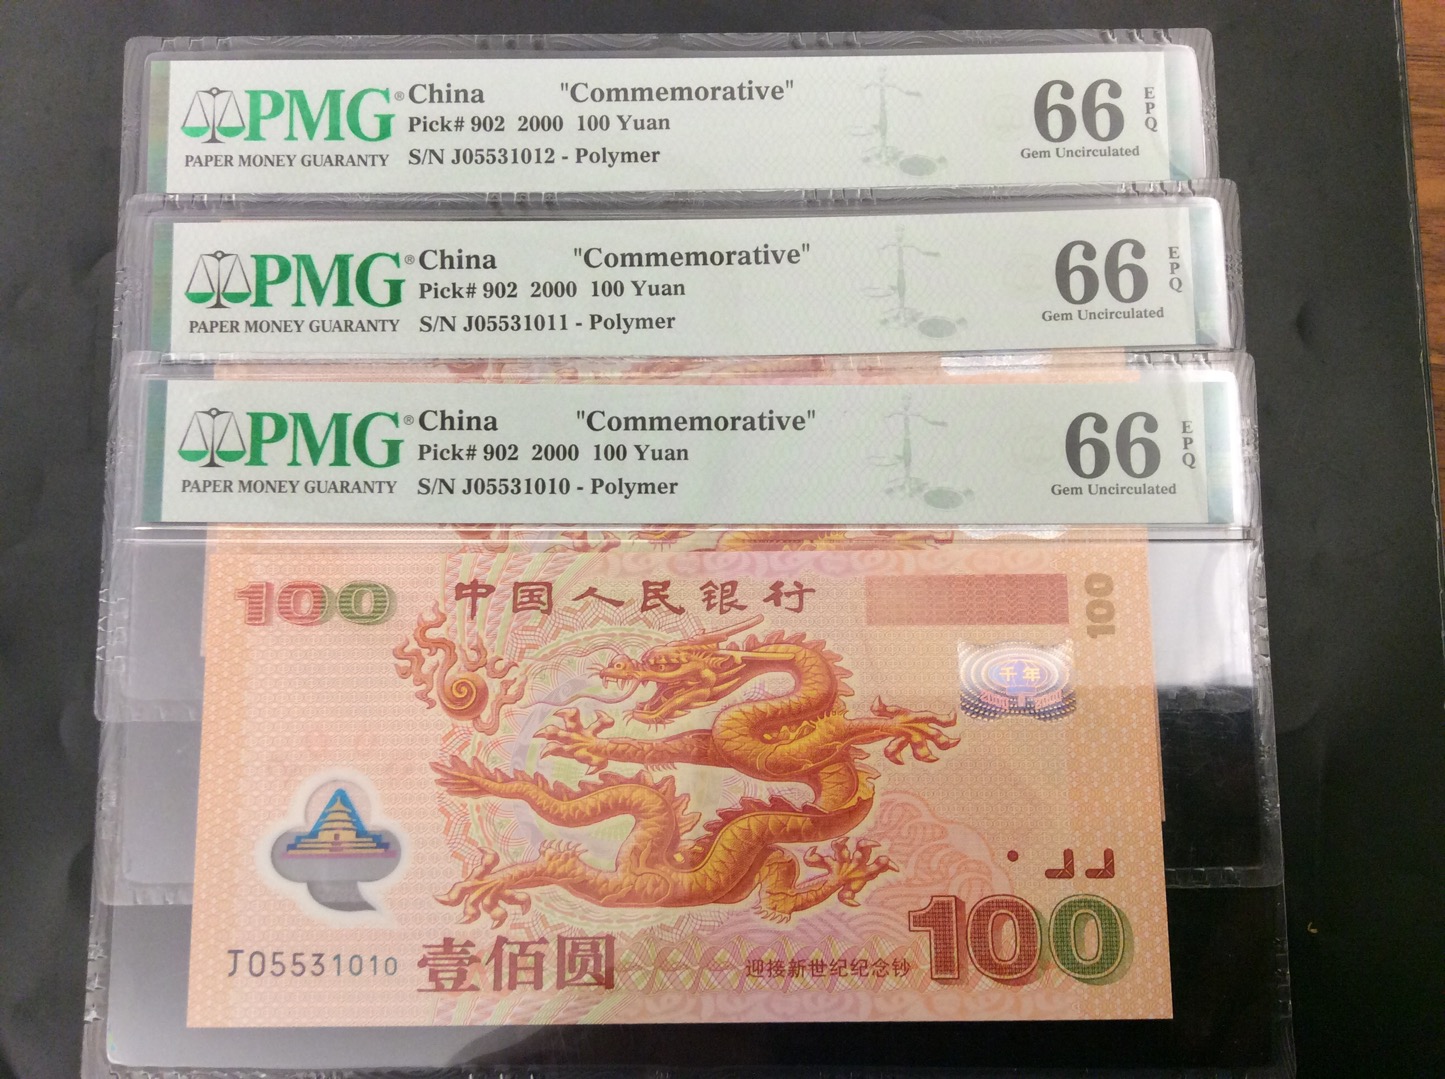 PMG® China "Commemorative" 66 EPQ
Pick# 902 2000 100 Yuan
PAPER MONEY GUARANTY S/N J05531012 - Polymer Gem Uncirculated
PMG® China "Commemorative" 66 EPQ
Pick# 902 2000 100 Yuan
PAPER MONEY GUARANTY S/N J05531011 - Polymer Gem Uncirculated
PMG® China "Commemorative" 66 EPQ
Pick# 902 2000 100 Yuan
PAPER MONEY GUARANTY S/N J05531010 - Polymer Gem Uncirculated
100 中国人民银行 100
千年
J05531010 壹佰圆 迎接新世纪纪念钞 100